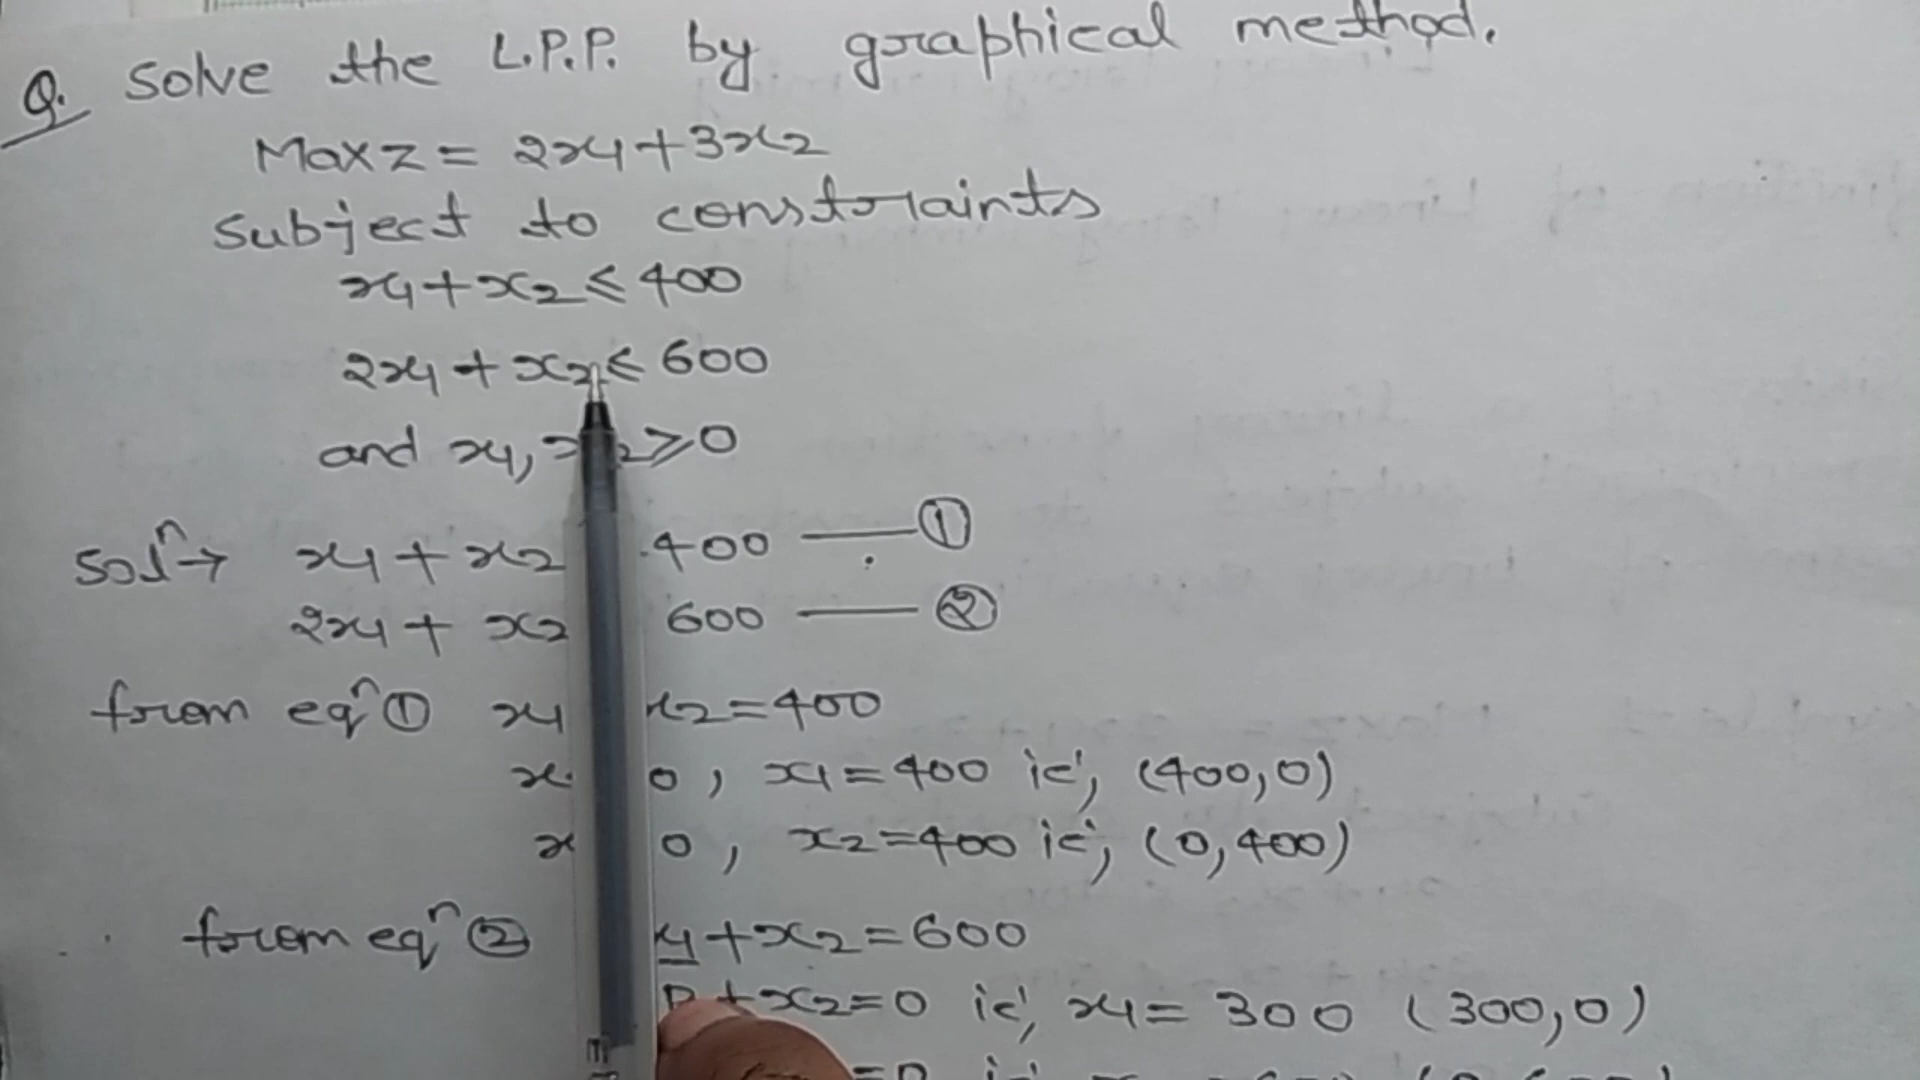 Q. Solve the L.P.P. by graphical method.
Max z = 2x1 + 3x2
Subject to constraints
x1 + x2 ≤ 400
2x1 + x2 ≤ 600
and x1, x2 ≥ 0
Solⁿ → x1 + x2 400 — ①
2x1 + x2 600 — ②
from eqⁿ ① x1 x2 = 400
x 0, x1 = 400 ie, (400,0)
x 0, x2 = 400 ie, (0,400)
from eqⁿ ② x1 + x2 = 600
+ x2 = 0 ie, x1 = 300 (300,0)